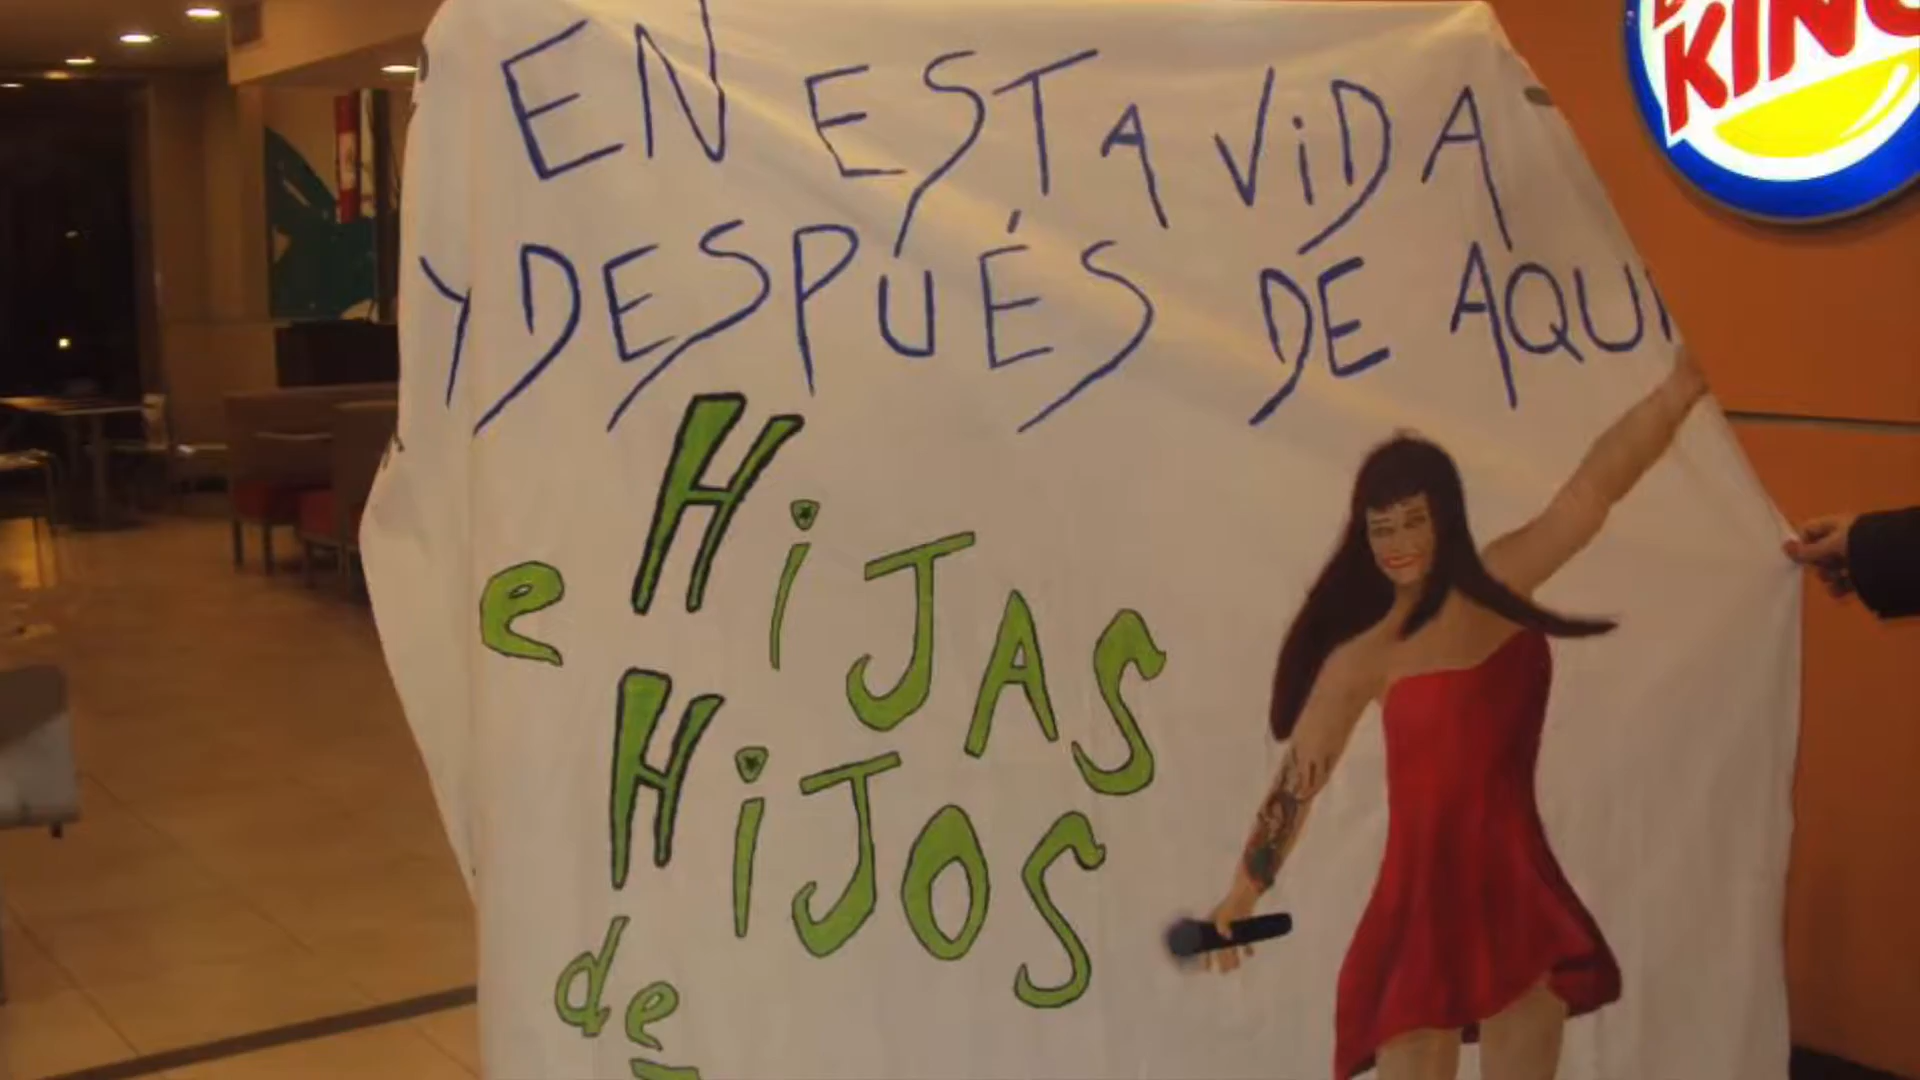 EN ESTA ViDA
Y DESPUÉS DE AQUI
HiJAS
e
HiJOS
de
KING